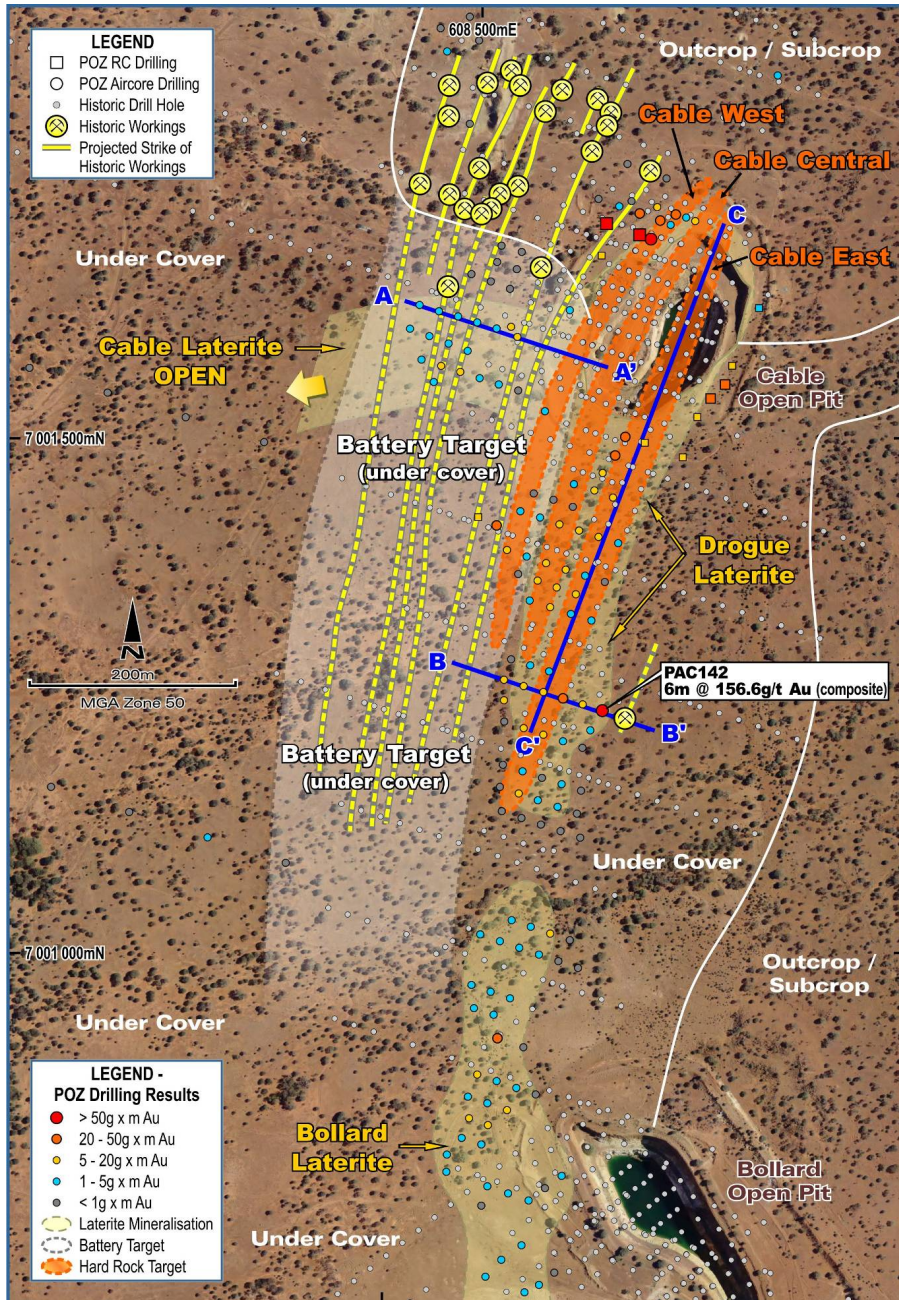 608 500mE
LEGEND
POZ RC Drilling
POZ Aircore Drilling
Historic Drill Hole
Historic Workings
Projected Strike of
Historic Workings
Outcrop / Subcrop
Cable West
Cable Central
C
Under Cover
Cable East
A
Cable Laterite
OPEN
A'
Cable
Open Pit
7 001 500mN
Battery Target
(under cover)
Drogue
Laterite
N
200m
MGA Zone 50
B
PAC142
6m @ 156.6g/t Au (composite)
C'
B'
Battery Target
(under cover)
Under Cover
7 001 000mN
Outcrop /
Subcrop
Under Cover
LEGEND -
POZ Drilling Results
> 50g x m Au
20 - 50g x m Au
5 - 20g x m Au
1 - 5g x m Au
< 1g x m Au
Laterite Mineralisation
Battery Target
Hard Rock Target
Bollard
Laterite
Bollard
Open Pit
Under Cover